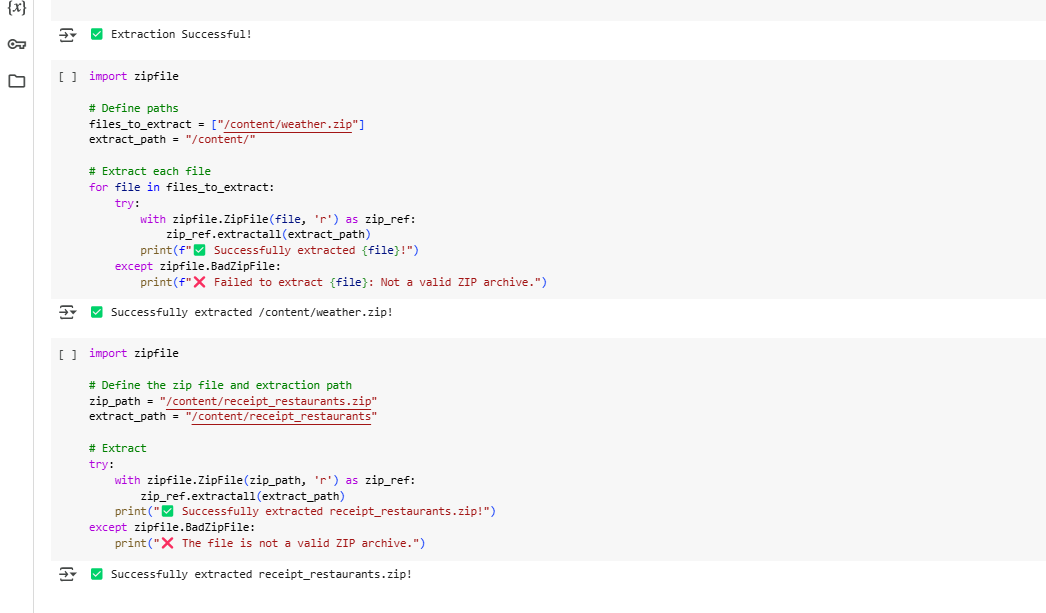 {x}
✅ Extraction Successful!
[ ] import zipfile
# Define paths
files_to_extract = ["/content/weather.zip"]
extract_path = "/content/"
# Extract each file
for file in files_to_extract:
    try:
        with zipfile.ZipFile(file, 'r') as zip_ref:
            zip_ref.extractall(extract_path)
        print(f"✅ Successfully extracted {file}!")
    except zipfile.BadZipFile:
        print(f"❌ Failed to extract {file}: Not a valid ZIP archive.")
✅ Successfully extracted /content/weather.zip!
[ ] import zipfile
# Define the zip file and extraction path
zip_path = "/content/receipt_restaurants.zip"
extract_path = "/content/receipt_restaurants"
# Extract
try:
    with zipfile.ZipFile(zip_path, 'r') as zip_ref:
        zip_ref.extractall(extract_path)
    print("✅ Successfully extracted receipt_restaurants.zip!")
except zipfile.BadZipFile:
    print("❌ The file is not a valid ZIP archive.")
✅ Successfully extracted receipt_restaurants.zip!